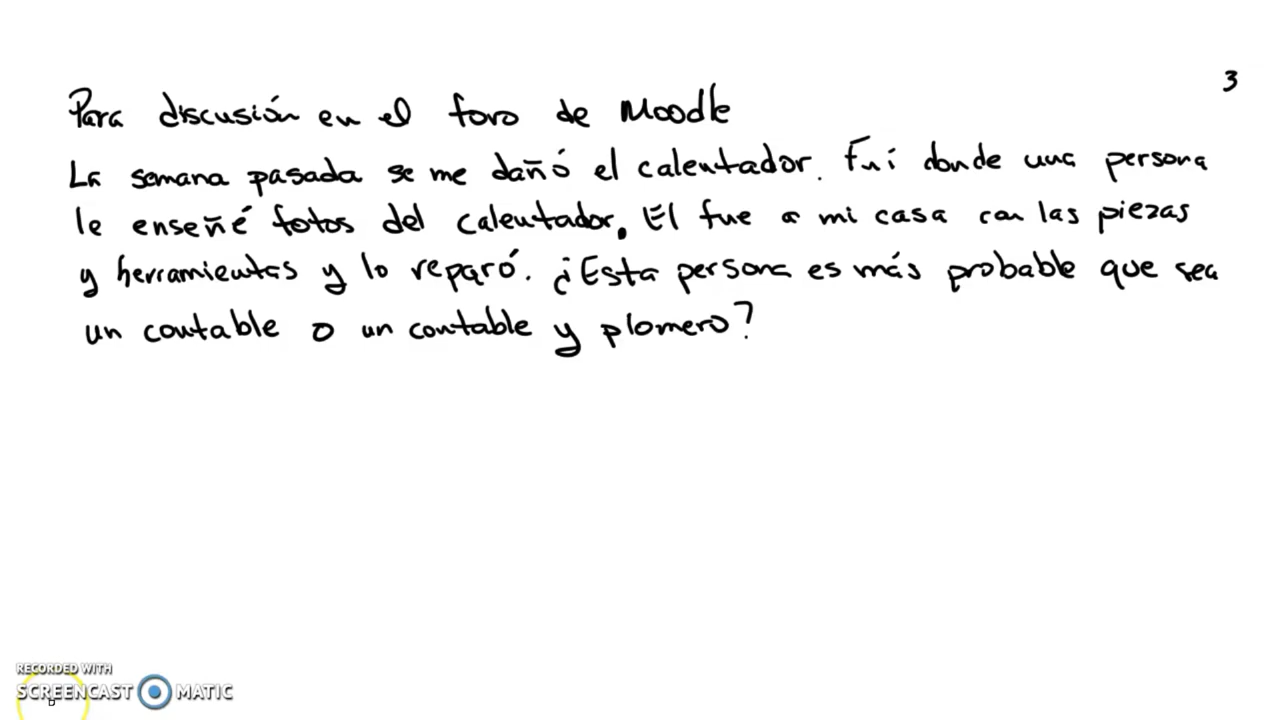 3
Para discusión en el foro de Moodle
La semana pasada se me dañó el calentador. Fui donde una persona
le enseñé fotos del calentador. El fue a mi casa con las piezas
y herramientas y lo reparó. ¿Esta persona es más probable que sea
un contable o un contable y plomero?
RECORDED WITH
SCREENCAST MATIC